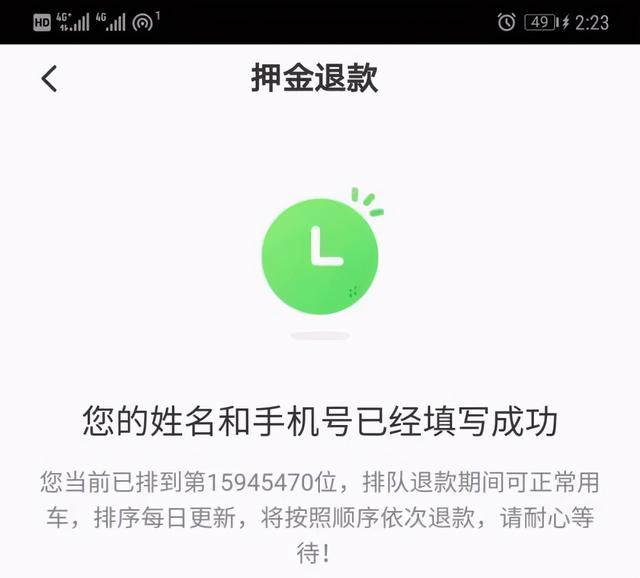 HD 4G+ 4G 1 49 2:23
押金退款
您的姓名和手机号已经填写成功
您当前已排到第15945470位，排队退款期间可正常用
车，排序每日更新，将按照顺序依次退款，请耐心等
待！